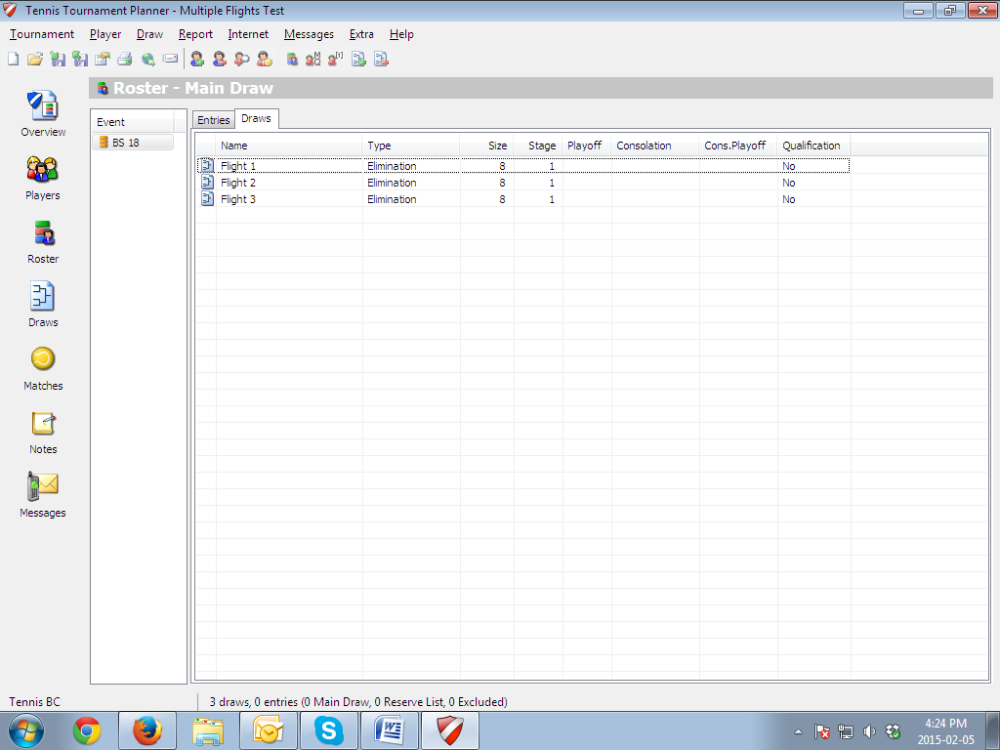 Tennis Tournament Planner - Multiple Flights Test
Tournament Player Draw Report Internet Messages Extra Help
Roster - Main Draw
Overview
Players
Roster
Draws
Matches
Notes
Messages
Event
BS 18
Entries Draws
Name Type Size Stage Playoff Consolation Cons.Playoff Qualification
Flight 1 Elimination 8 1 No
Flight 2 Elimination 8 1 No
Flight 3 Elimination 8 1 No
Tennis BC 3 draws, 0 entries (0 Main Draw, 0 Reserve List, 0 Excluded)
4:24 PM
2015-02-05